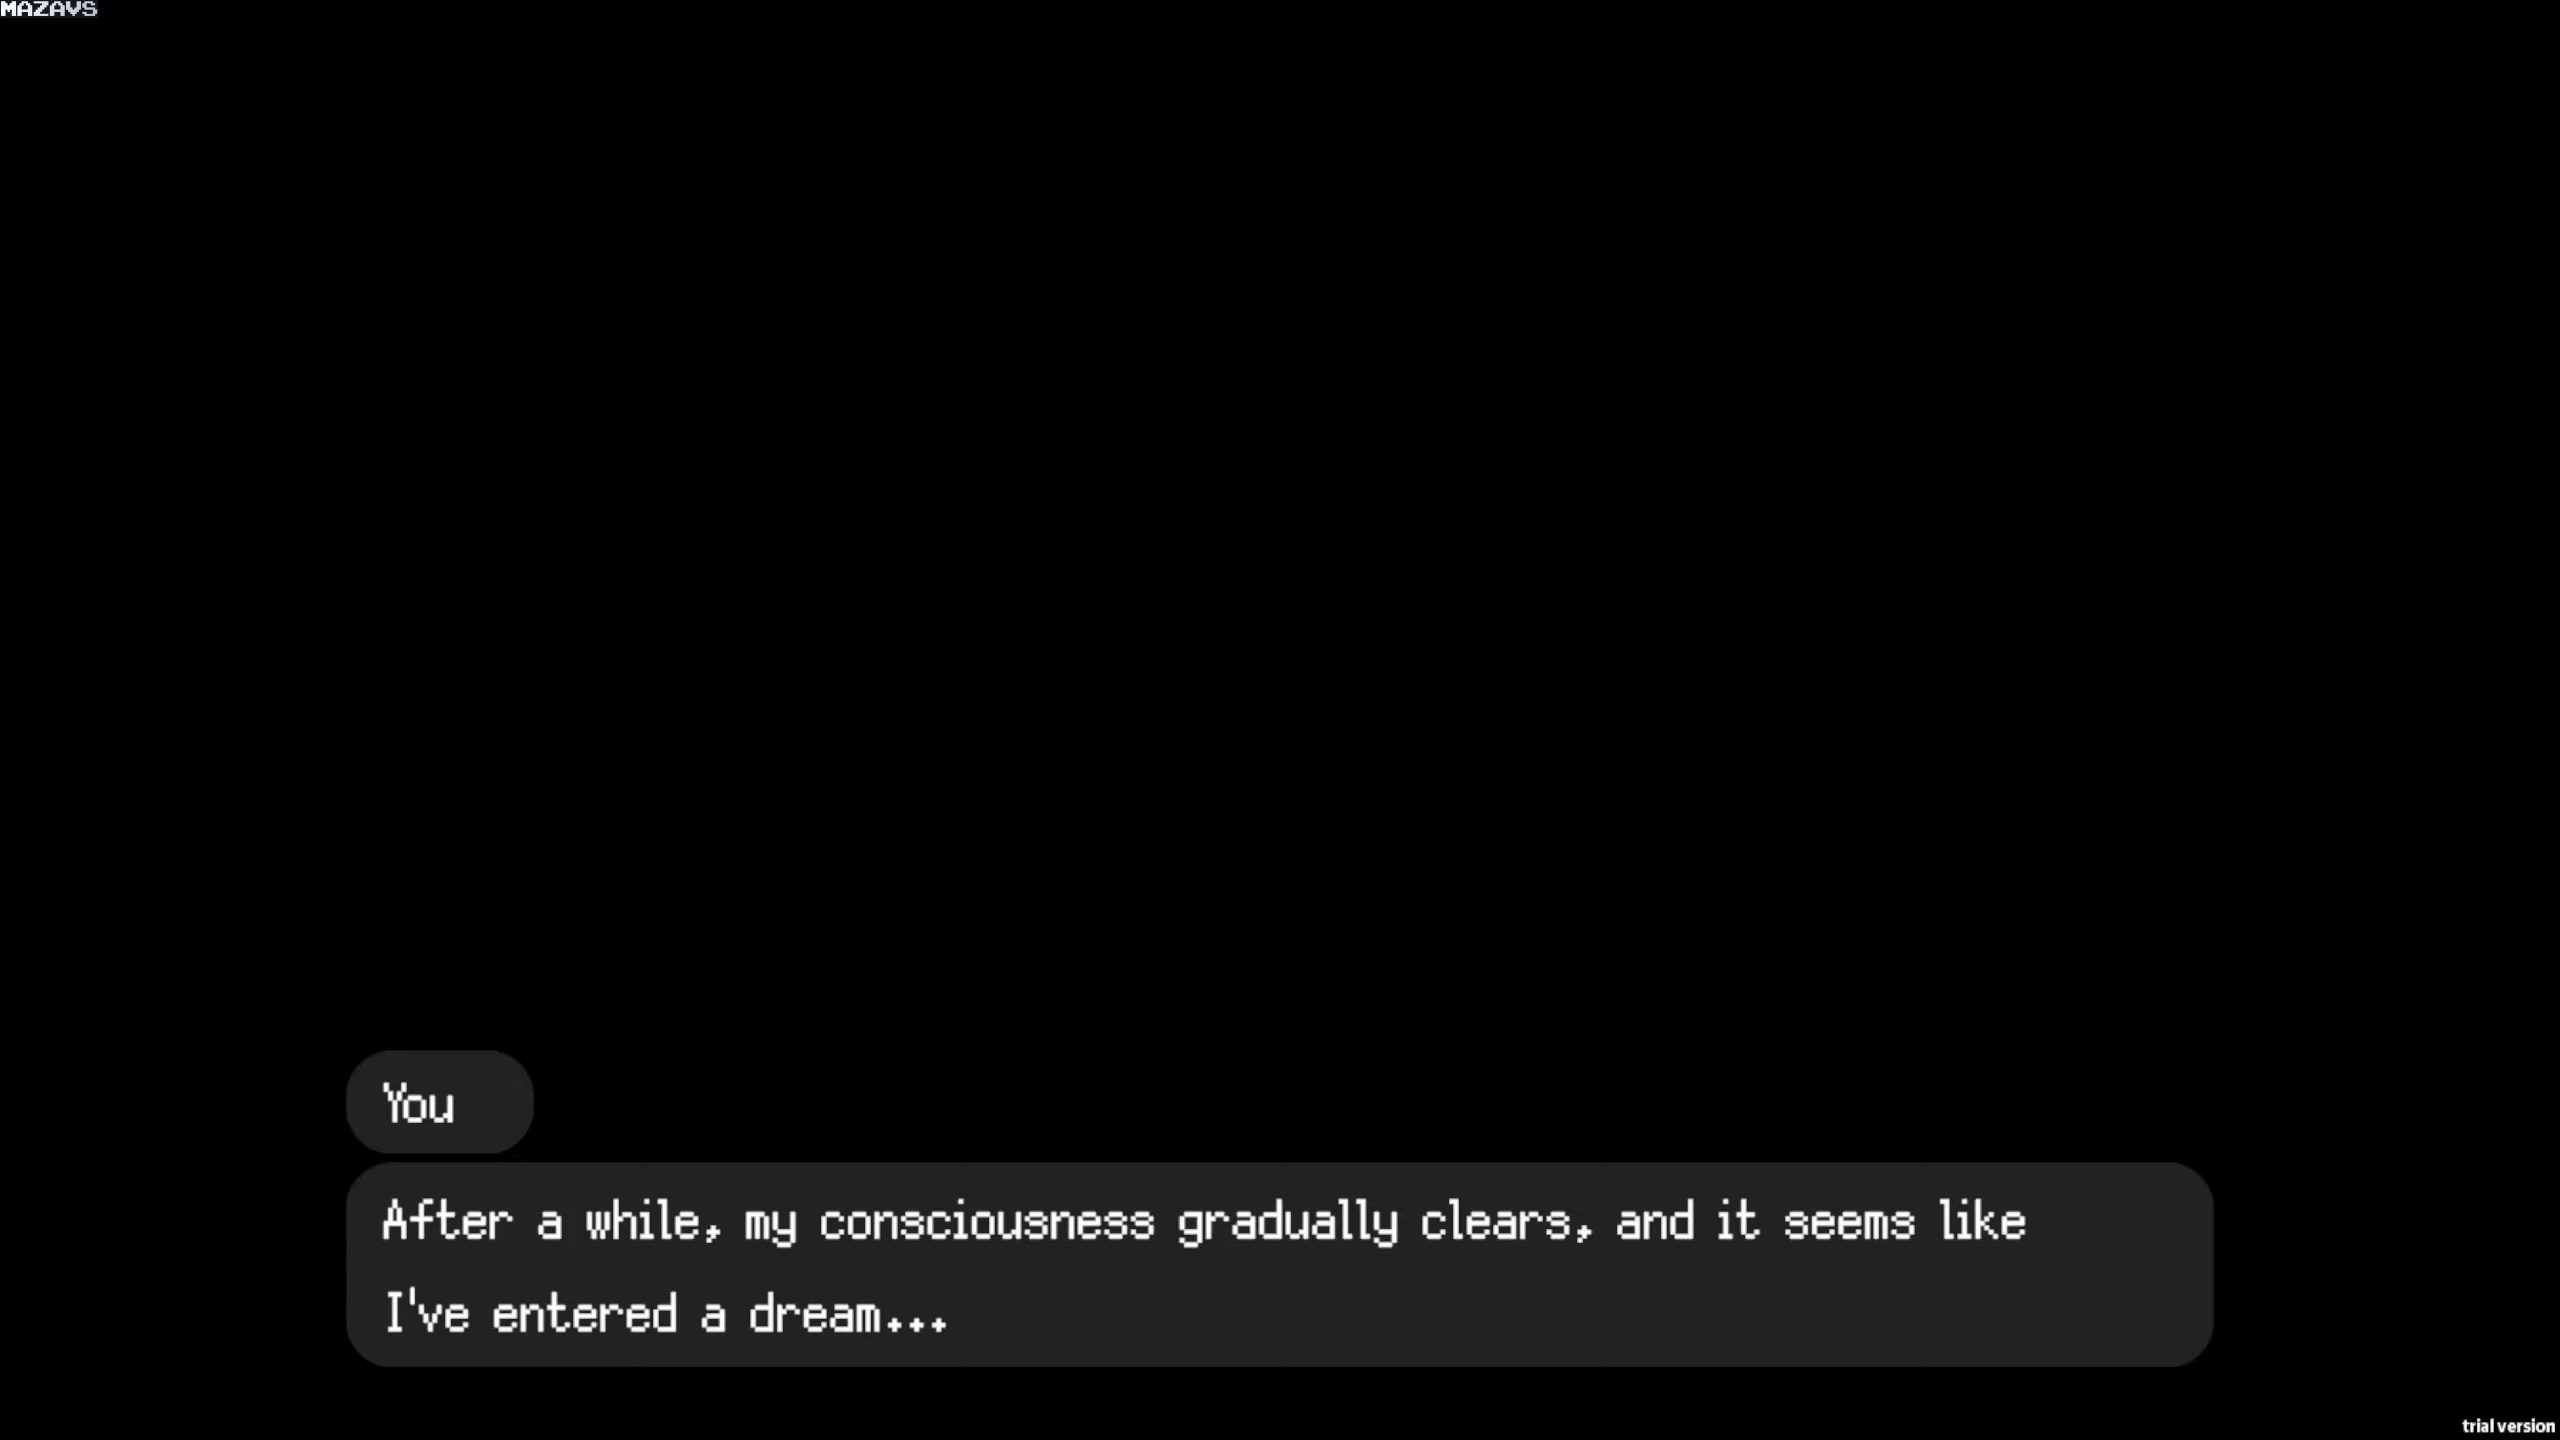 MAZAVS
You
After a while, my consciousness gradually clears, and it seems like
I've entered a dream...
trial version